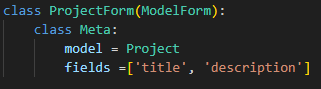 class ProjectForm(ModelForm):
    class Meta:
        model = Project
        fields =['title', 'description']